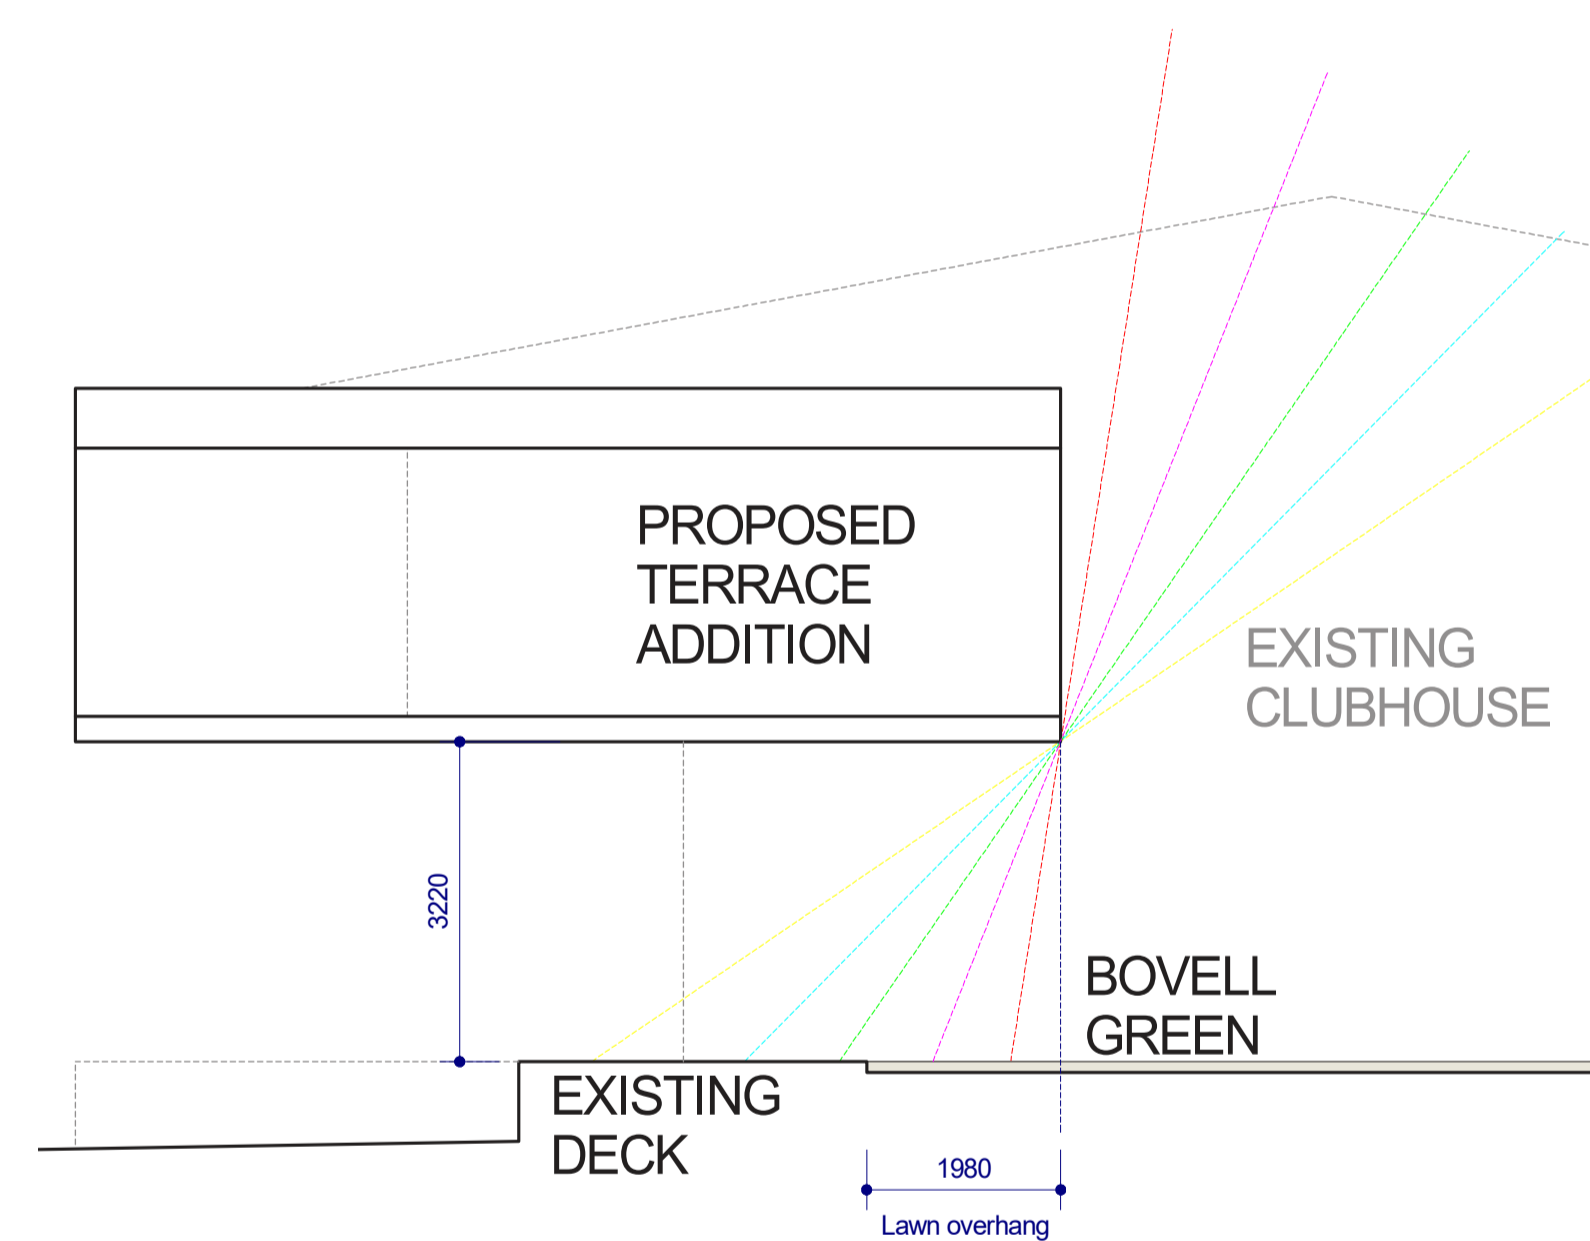 PROPOSED
TERRACE
ADDITION
EXISTING
CLUBHOUSE
3220
BOVELL
GREEN
EXISTING
DECK
1980
Lawn overhang